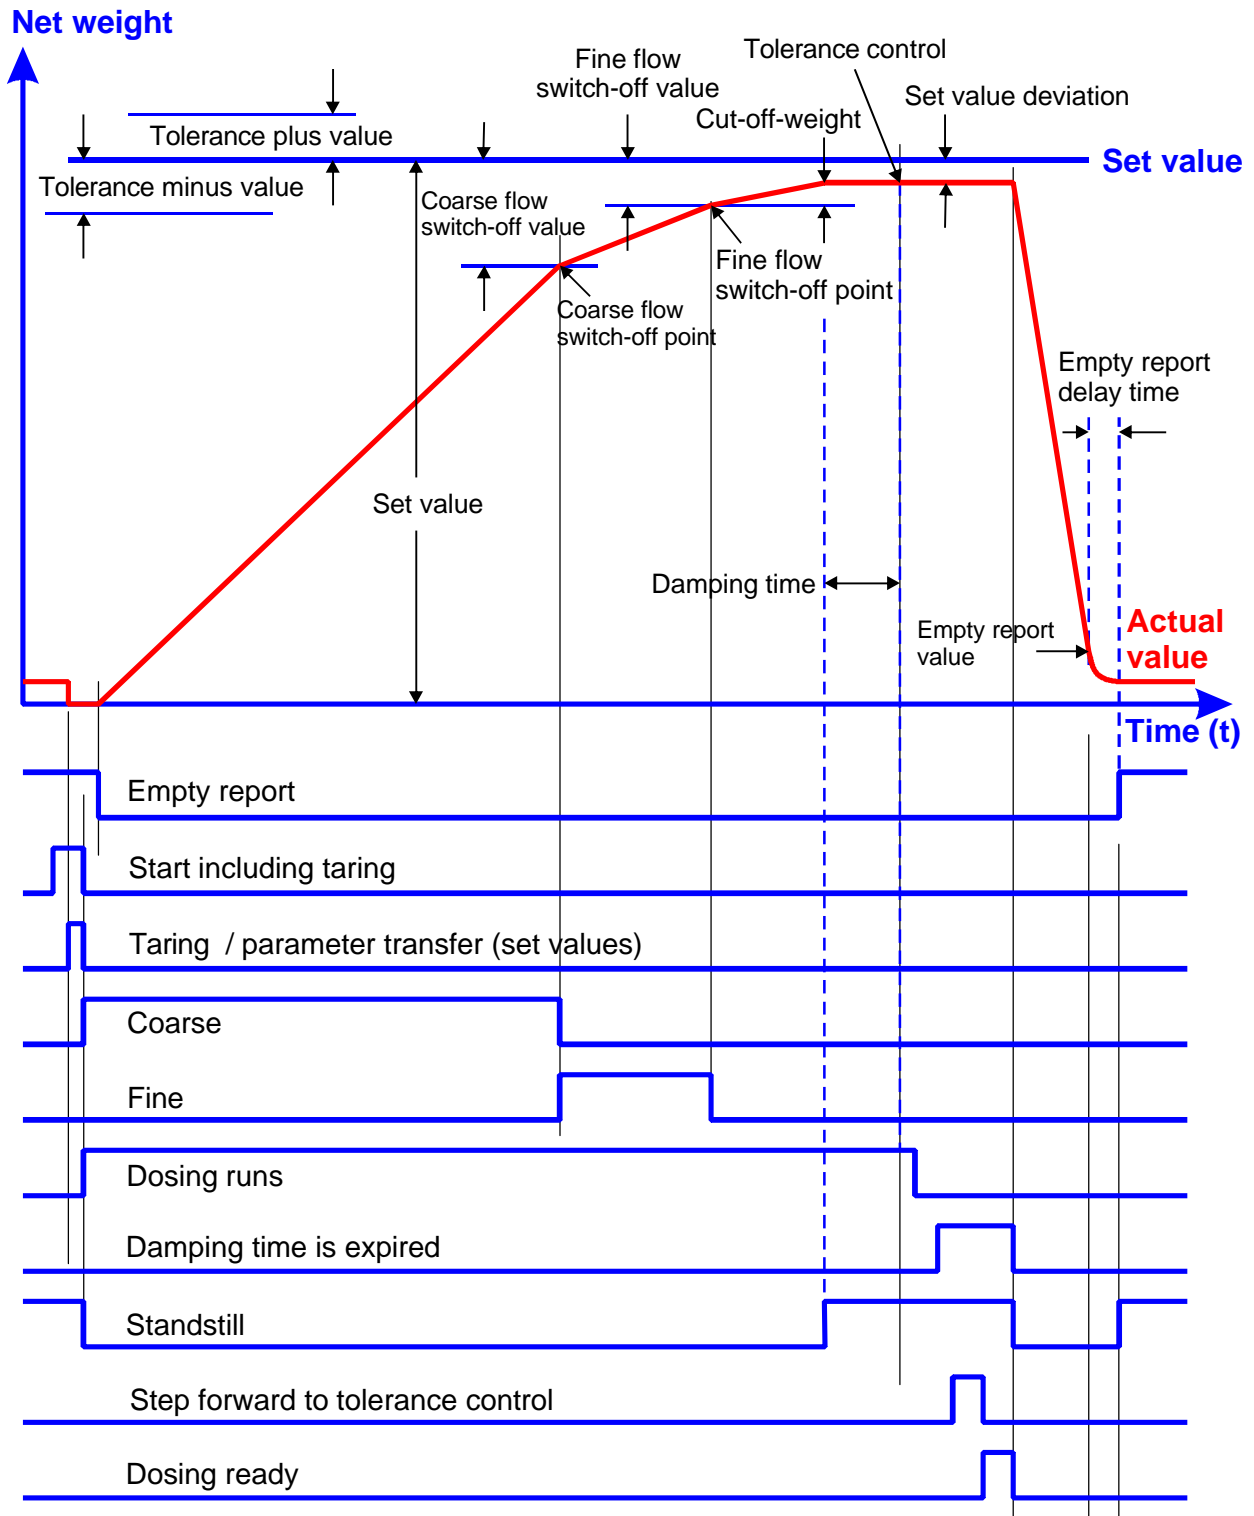 Net weight
Fine flow
switch-off value
Tolerance control
Set value deviation
Cut-off-weight
Tolerance plus value
Set value
Tolerance minus value
Coarse flow
switch-off value
Fine flow
switch-off point
Coarse flow
switch-off point
Empty report
delay time
Set value
Damping time
Empty report
value
Actual
value
Time (t)
Empty report
Start including taring
Taring / parameter transfer (set values)
Coarse
Fine
Dosing runs
Damping time is expired
Standstill
Step forward to tolerance control
Dosing ready